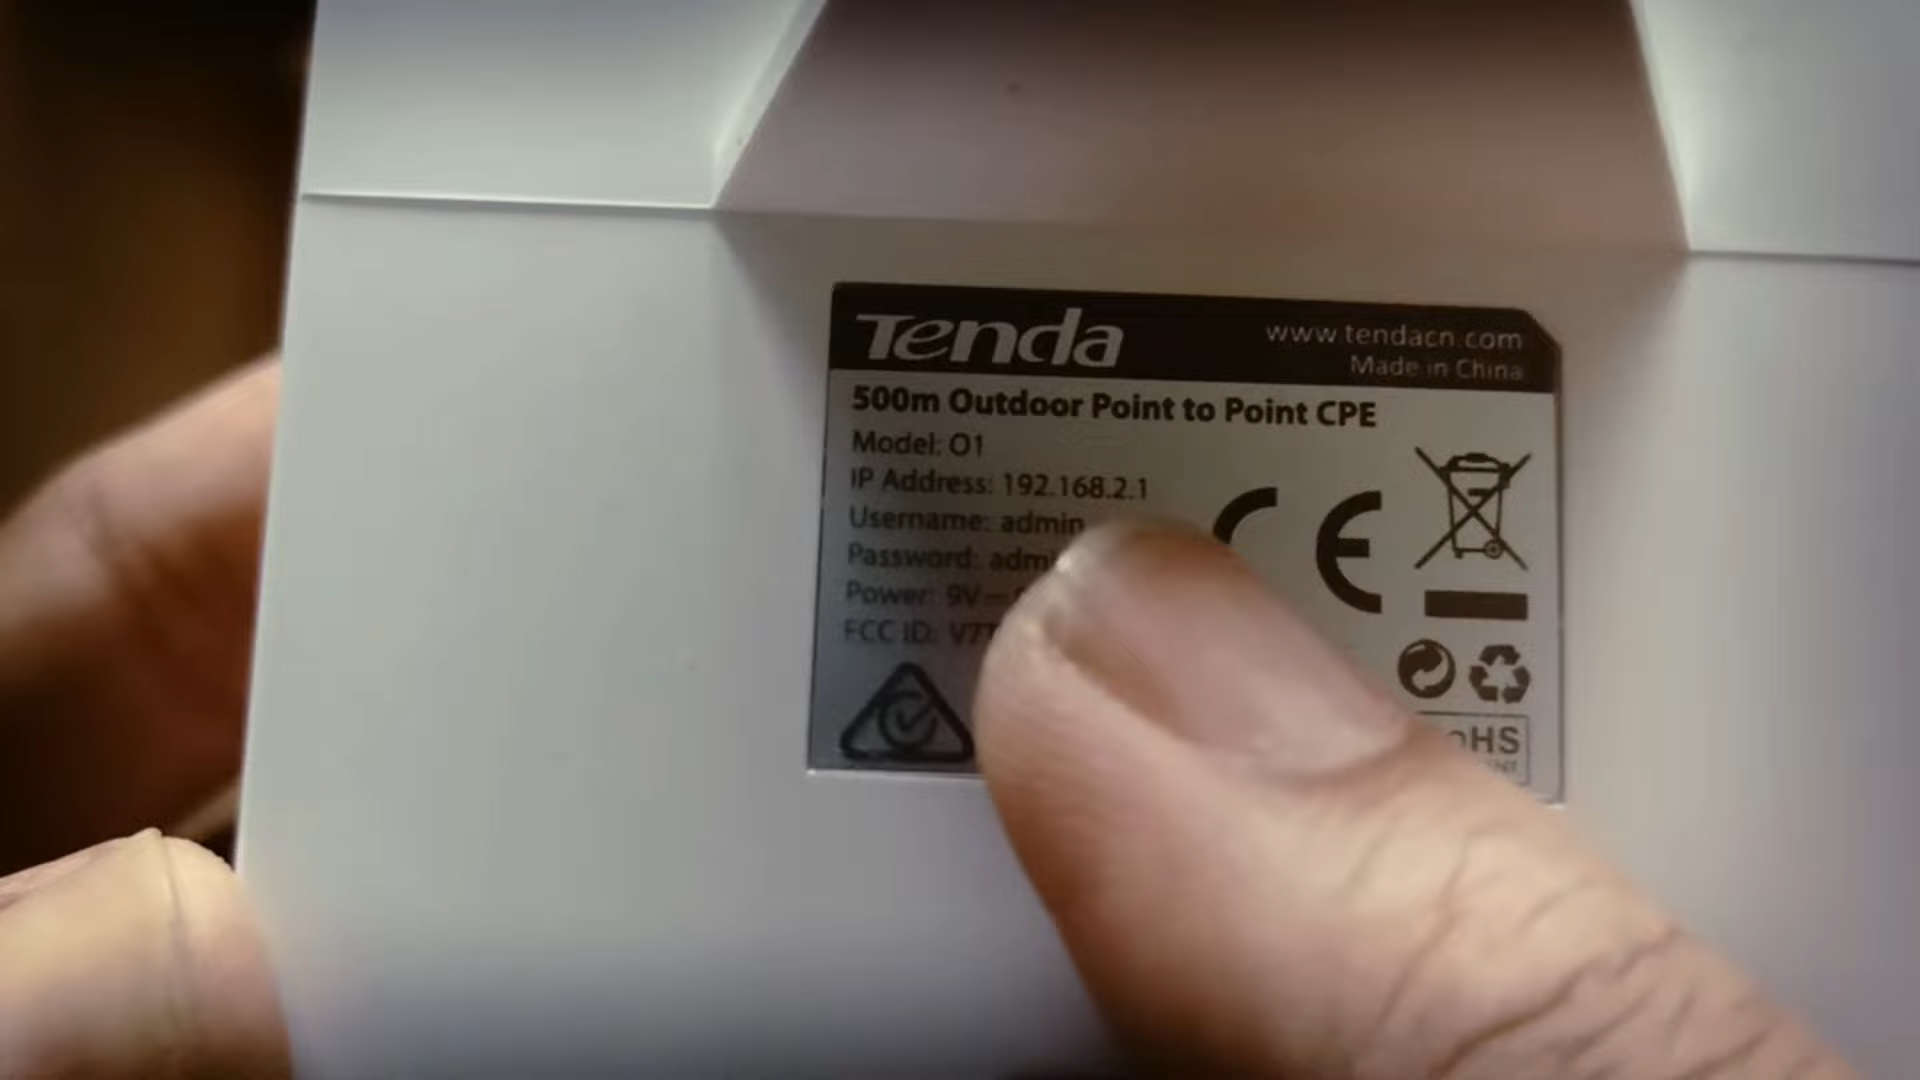 Tenda
www.tendacn.com
Made in China
500m Outdoor Point to Point CPE
Model: O1
IP Address: 192.168.2.1
Username: admin
Password:
Power: 9V
FCC ID:
CE